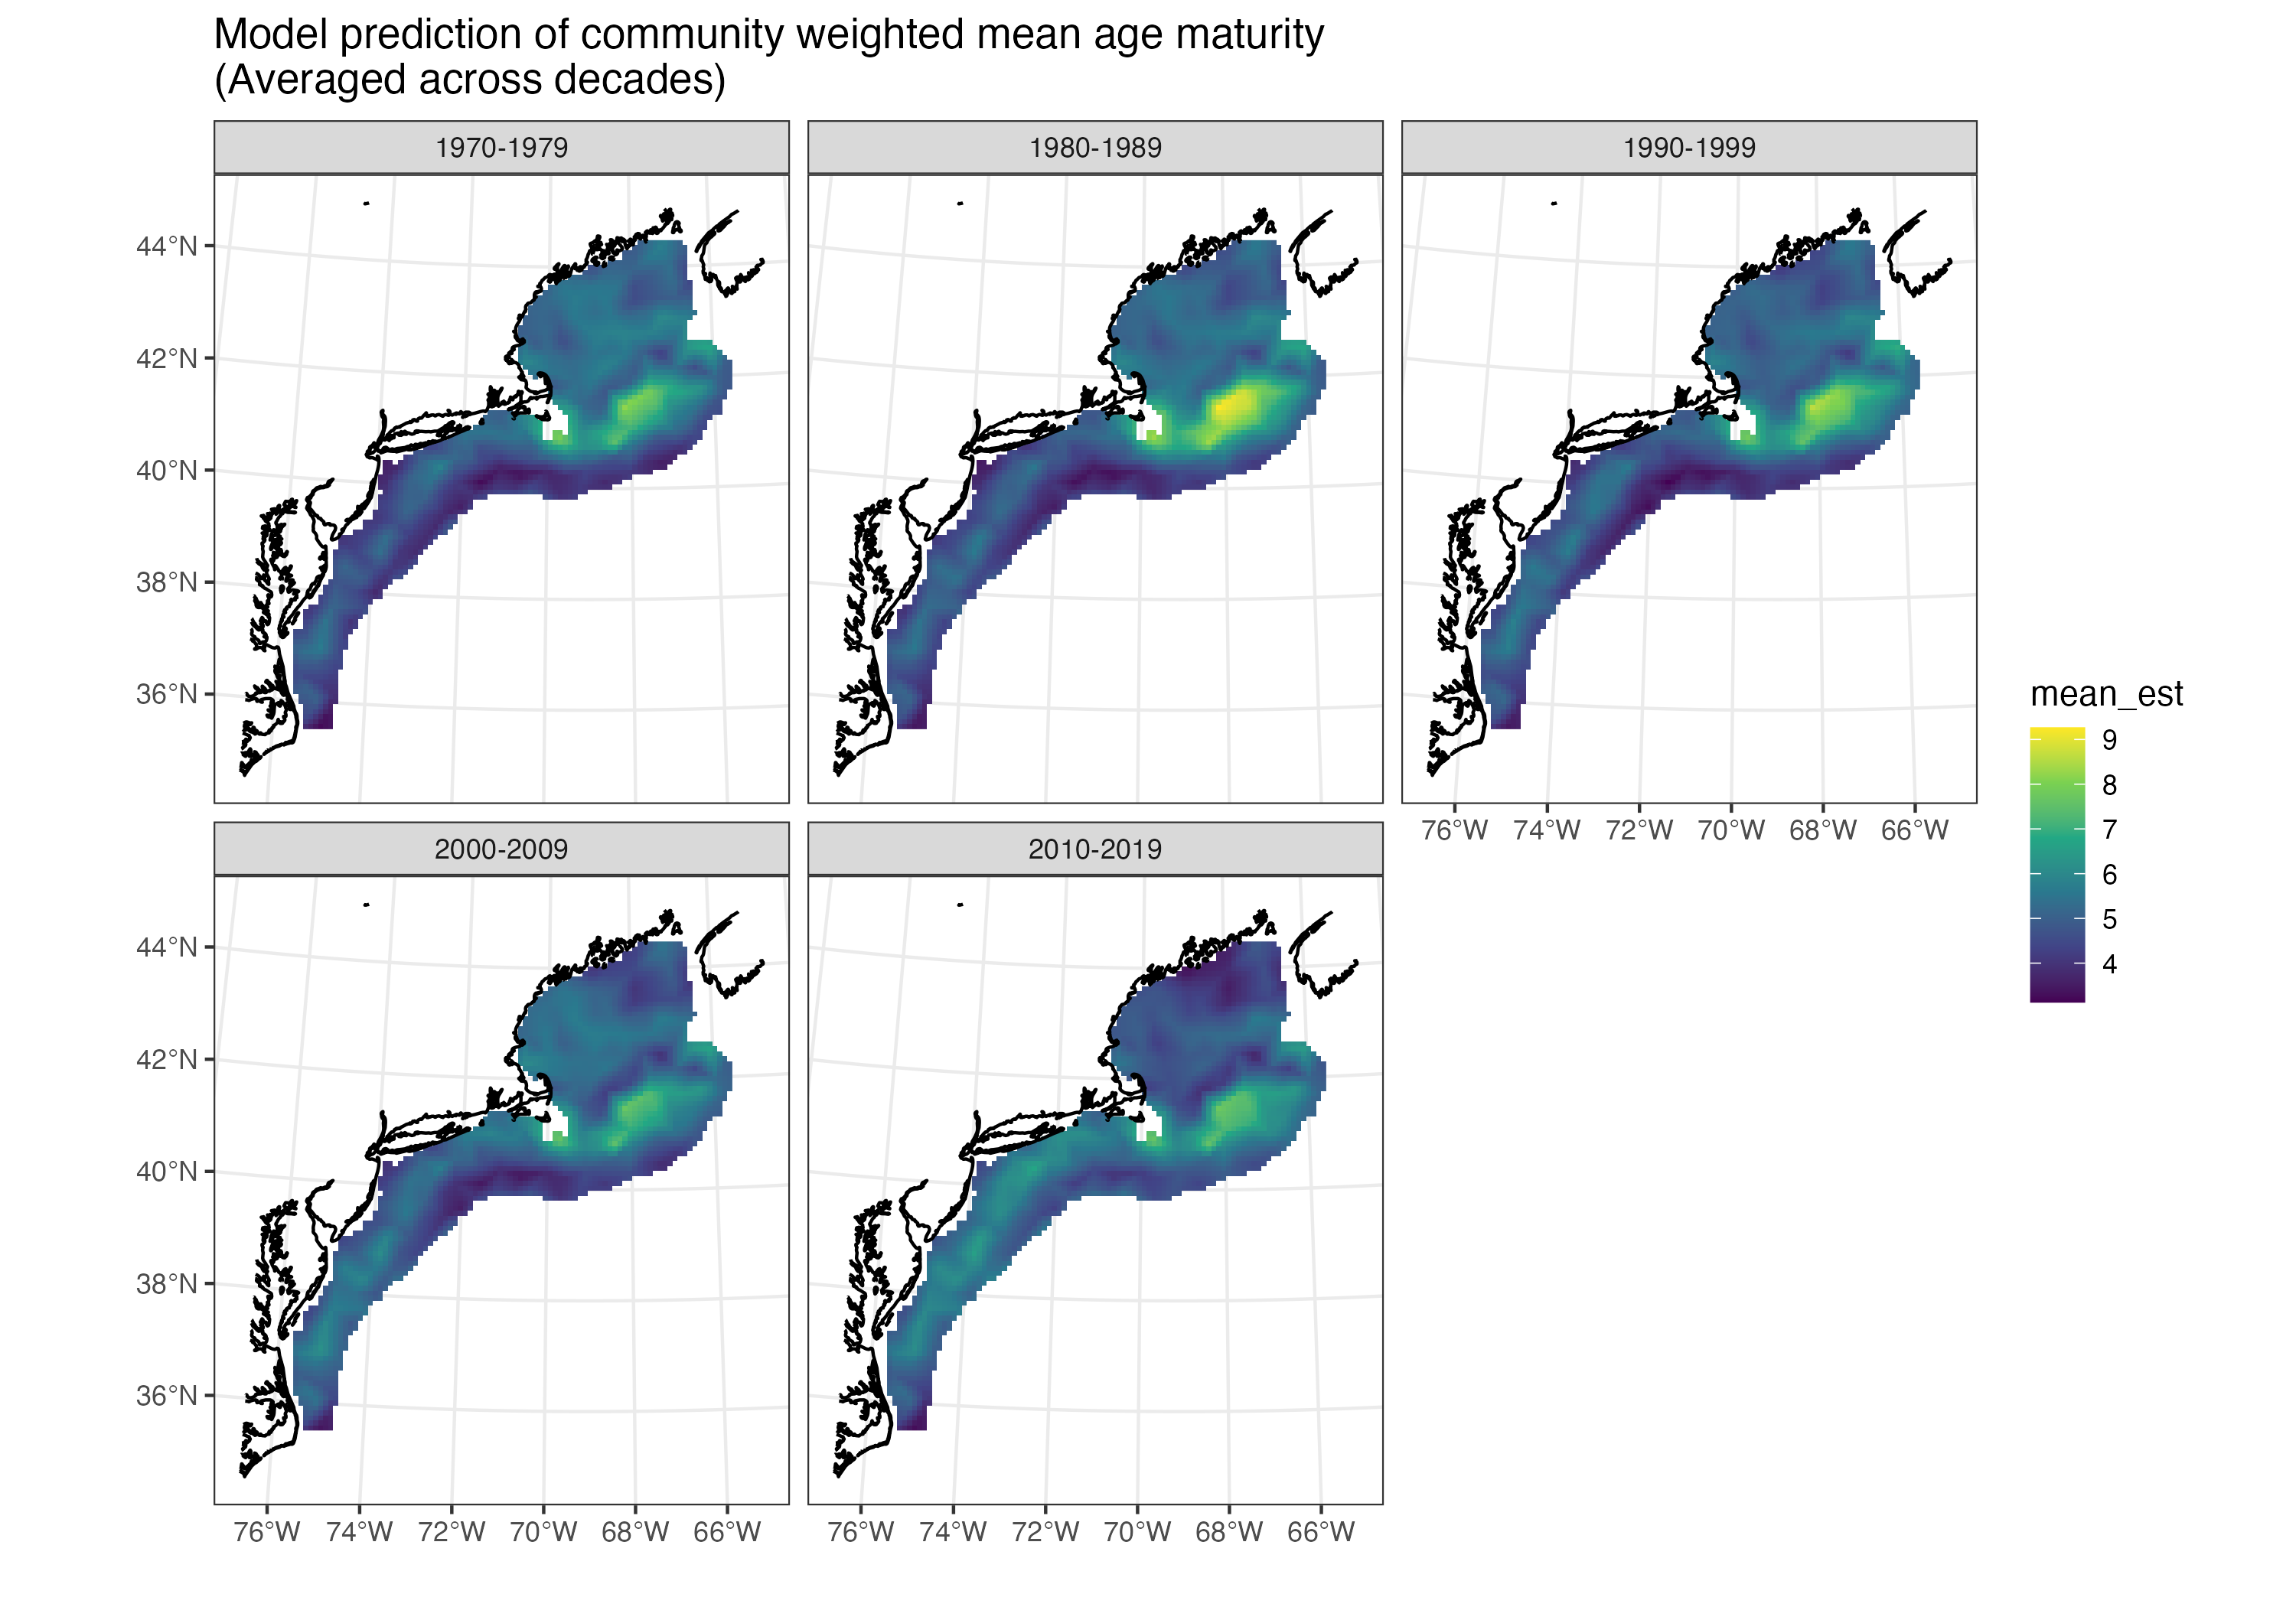 Model prediction of community weighted mean age maturity
(Averaged across decades)
1970-1979
1980-1989
1990-1999
44°N
42°N
40°N
38°N
36°N
76°W 74°W 72°W 70°W 68°W 66°W
2000-2009
2010-2019
44°N
42°N
40°N
38°N
36°N
76°W 74°W 72°W 70°W 68°W 66°W
76°W 74°W 72°W 70°W 68°W 66°W
mean_est
9
8
7
6
5
4